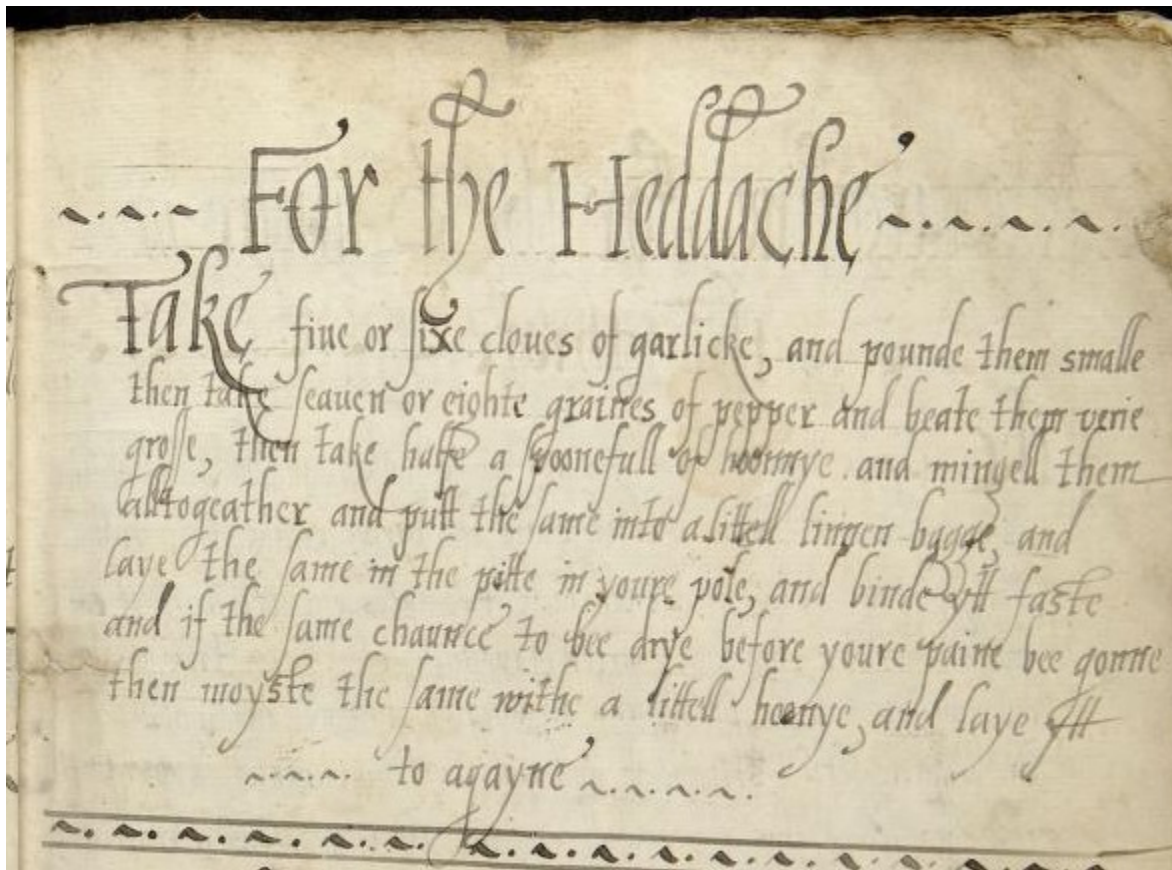 For the Heddache
Take fiue or sixe cloues of garlicke, and pounde them smalle
then take seauen or eighte graines of pepper and beate them verie
grosse, then take halfe a spoonefull of hoonnye and mingell them
alltogeather and putt the same into a littell linnen bagge, and
laye the same in the pitte in youre pole, and binde ytt faste
and if the same chaunce to bee drye before youre paine bee gonne
then moyste the same withe a littell hoonye, and laye ytt
to agayne